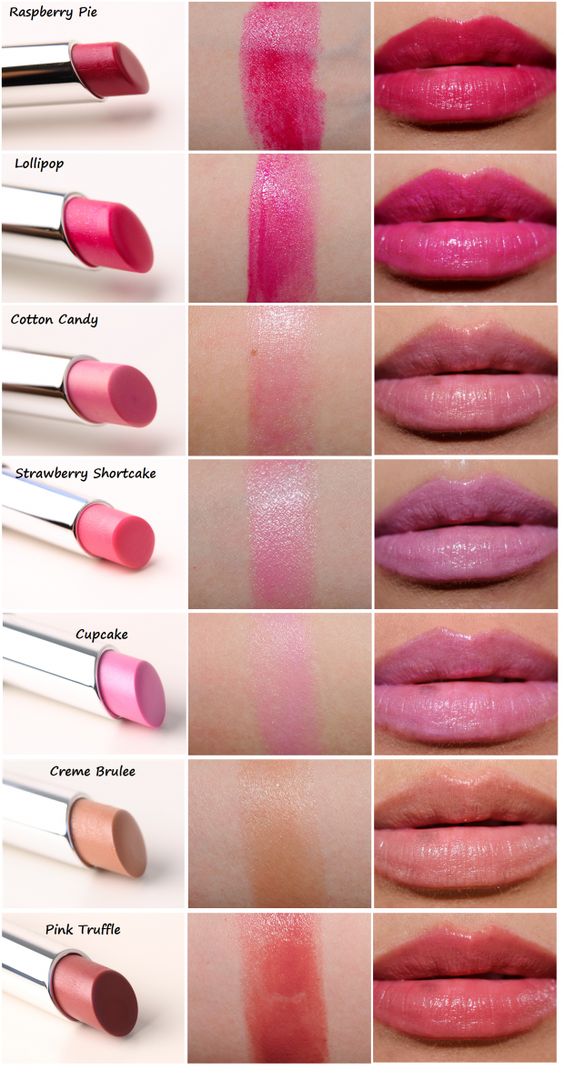 Raspberry Pie
Lollipop
Cotton Candy
Strawberry Shortcake
Cupcake
Creme Brulee
Pink Truffle